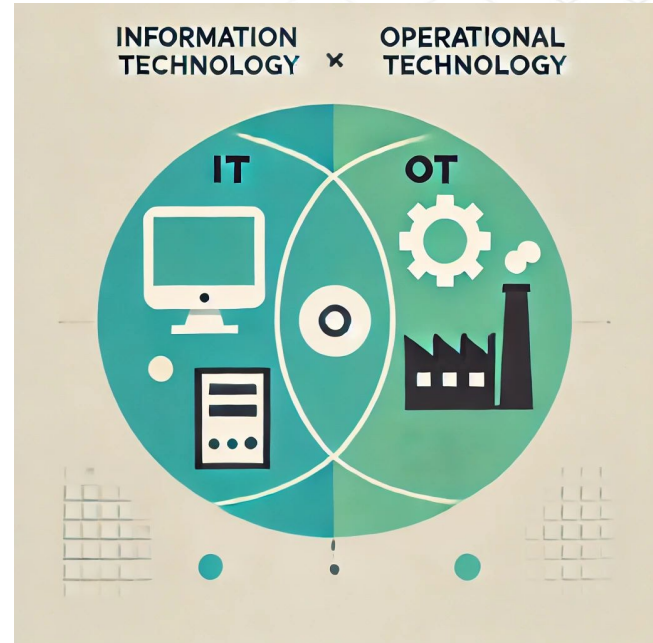 INFORMATION
TECHNOLOGY
×
OPERATIONAL
TECHNOLOGY
IT
OT
O